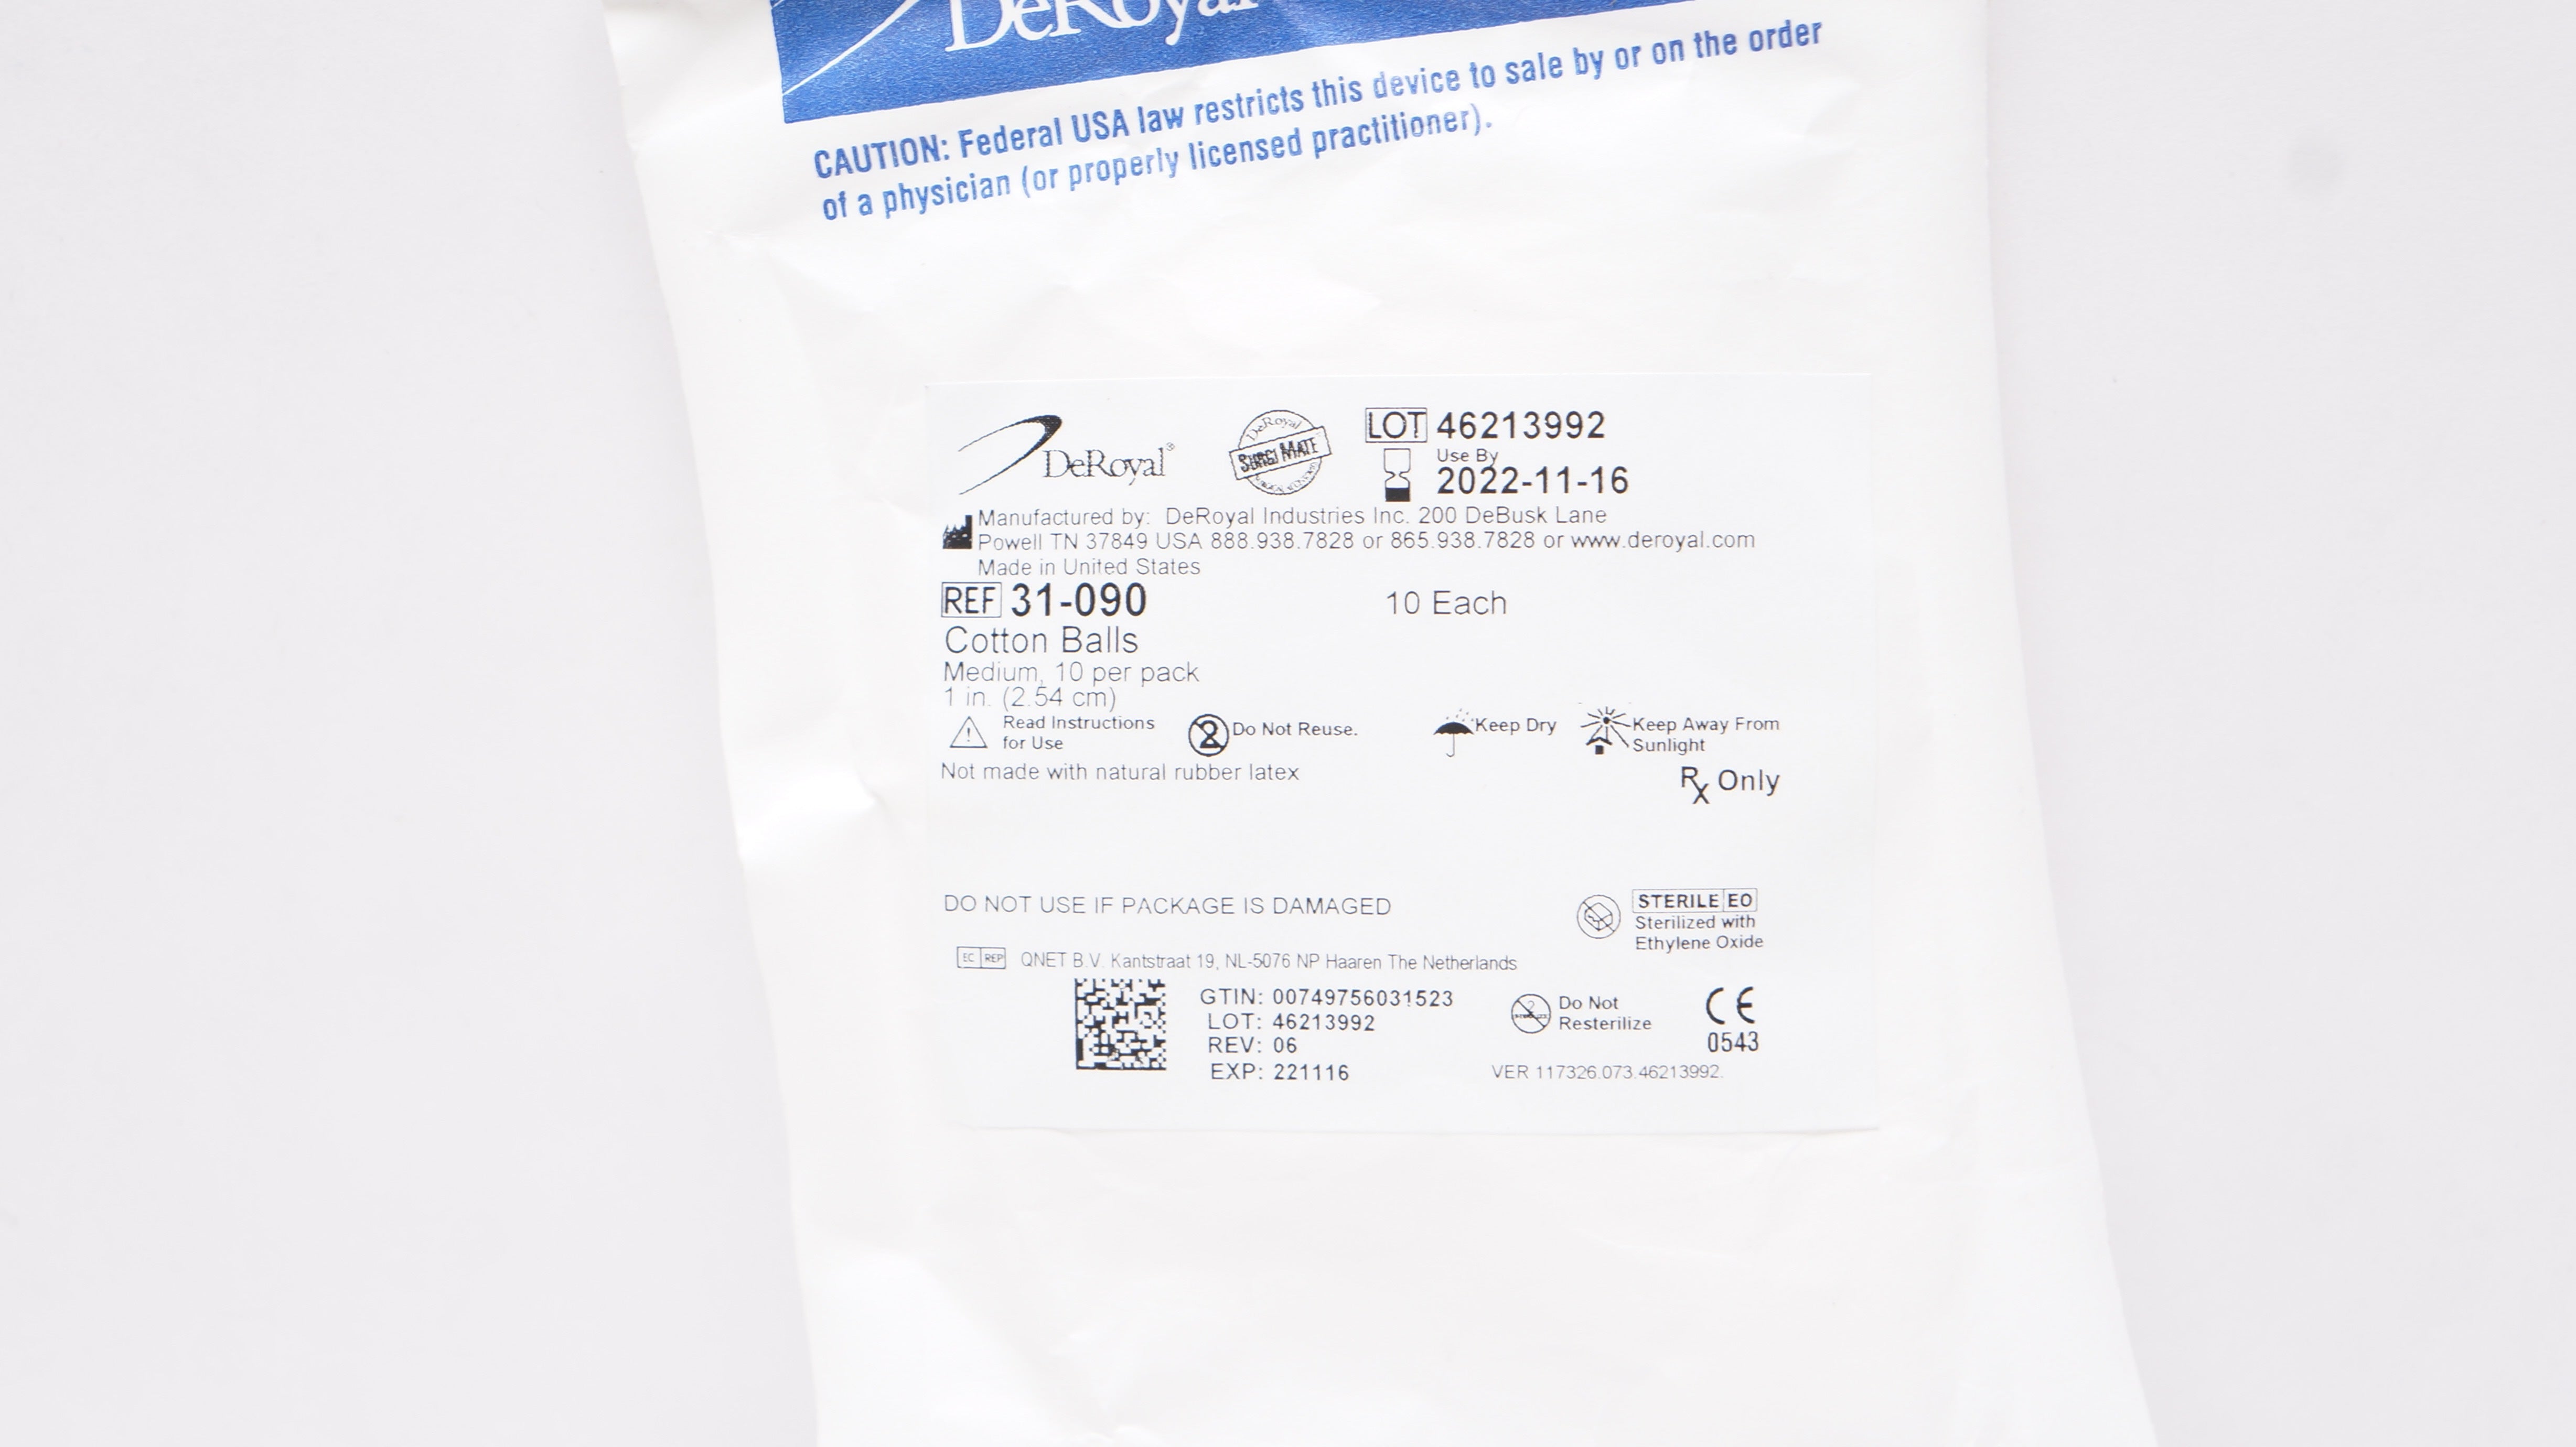 DeRoyal
CAUTION: Federal USA law restricts this device to sale by or on the order
of a physician (or properly licensed practitioner).
DeRoyal®
DeRoyal
SURGI MATE
LOT 46213992
Use By
2022-11-16
Manufactured by: DeRoyal Industries Inc. 200 DeBusk Lane
Powell TN 37849 USA 888.938.7828 or 865.938.7828 or www.deroyal.com
Made in United States
REF 31-090
10 Each
Cotton Balls
Medium, 10 per pack
1 in. (2.54 cm)
Read Instructions
for Use
2
Do Not Reuse.
Keep Dry
Keep Away From
Sunlight
Not made with natural rubber latex
Rx Only
DO NOT USE IF PACKAGE IS DAMAGED
STERILE EO
Sterilized with
Ethylene Oxide
EC REP QNET B.V. Kantstraat 19, NL-5076 NP Haaren The Netherlands
GTIN: 00749756031523
LOT: 46213992
REV: 06
EXP: 221116
Do Not
Resterilize
CE
0543
VER 117326.073.46213992.